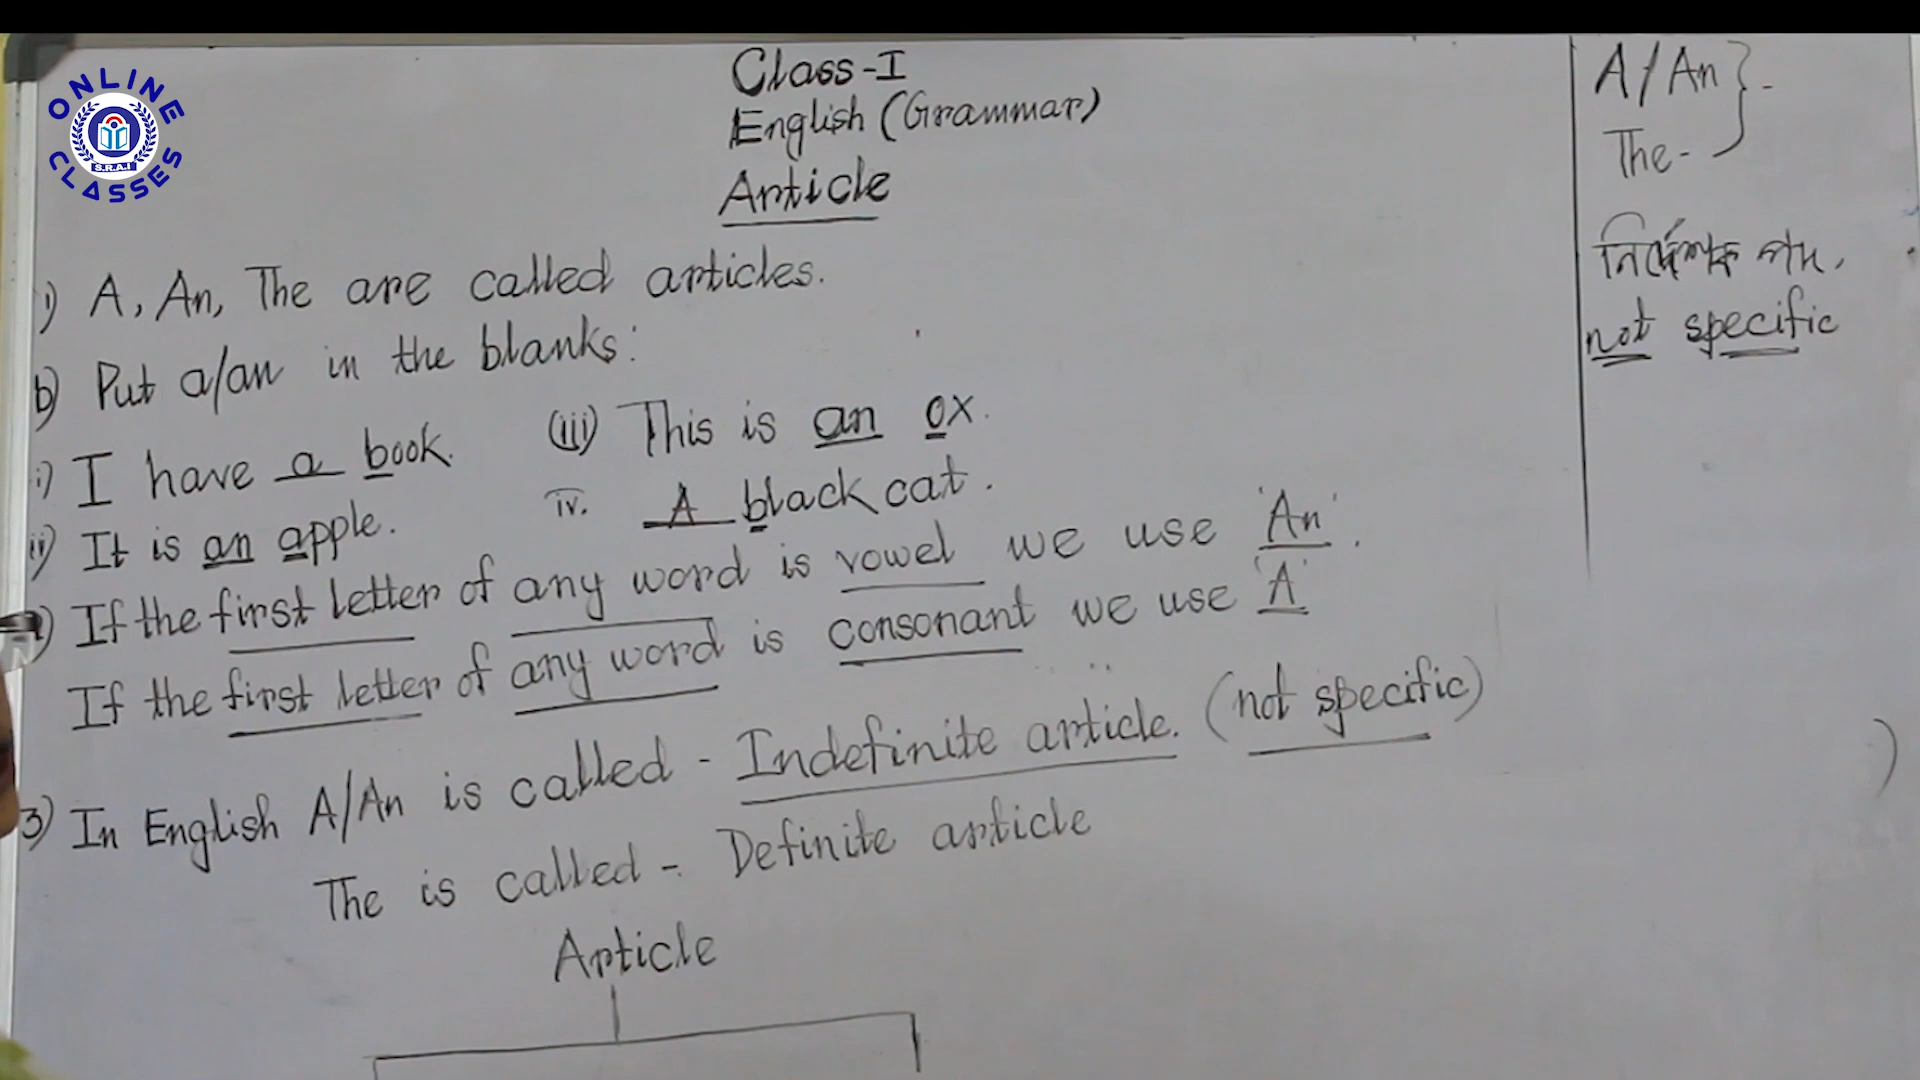 ONLINE CLASSES
S.R.A.I
Class-I
English (Grammar)
Article
i) A, An, The are called articles.
b) Put a/an in the blanks:
i) I have a book.
(iii) This is an ox.
ii) It is an apple.
iv. A black cat.
If the first letter of any word is vowel we use 'An'.
If the first letter of any word is consonant we use 'A'
3) In English A/An is called - Indefinite article. (not specific)
The is called - Definite article
Article
A/An } -
The -
not specific